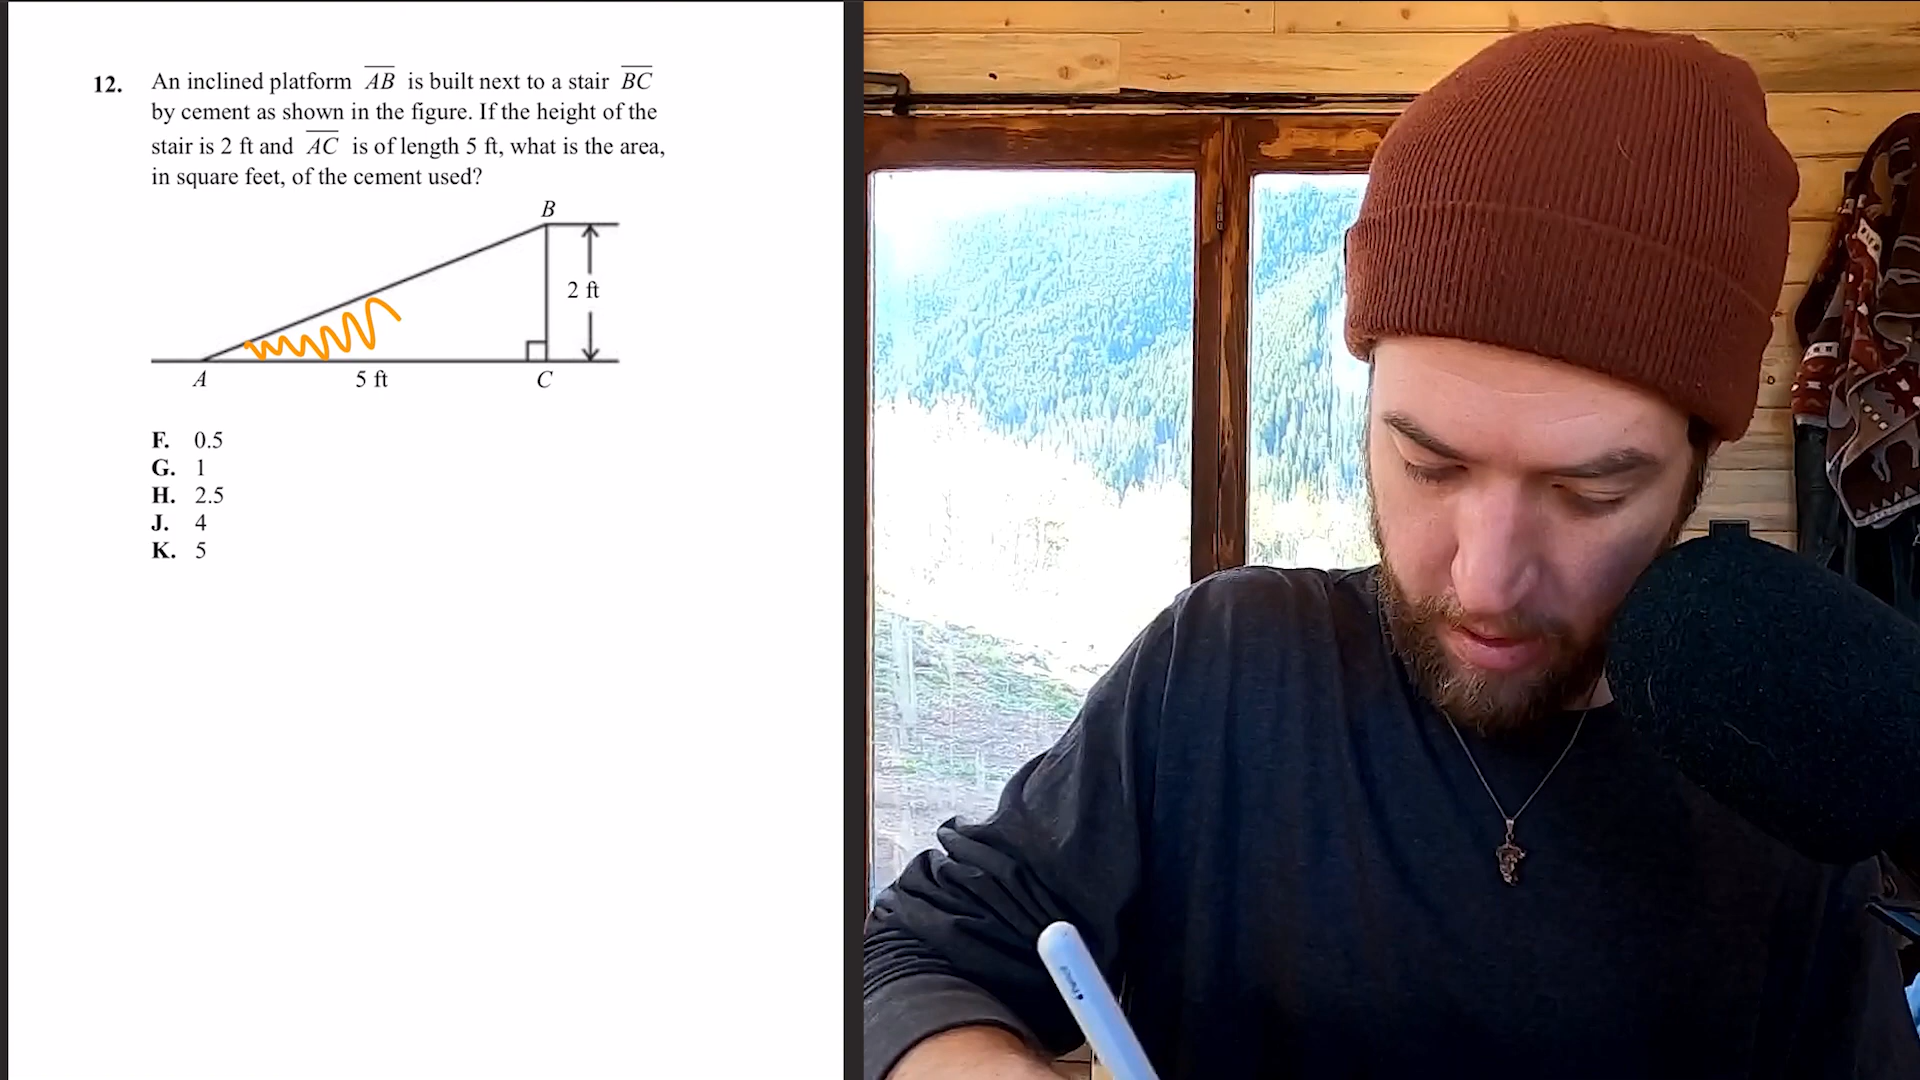 12. An inclined platform AB is built next to a stair BC
by cement as shown in the figure. If the height of the
stair is 2 ft and AC is of length 5 ft, what is the area,
in square feet, of the cement used?
B
2 ft
A
5 ft
C
F. 0.5
G. 1
H. 2.5
J. 4
K. 5